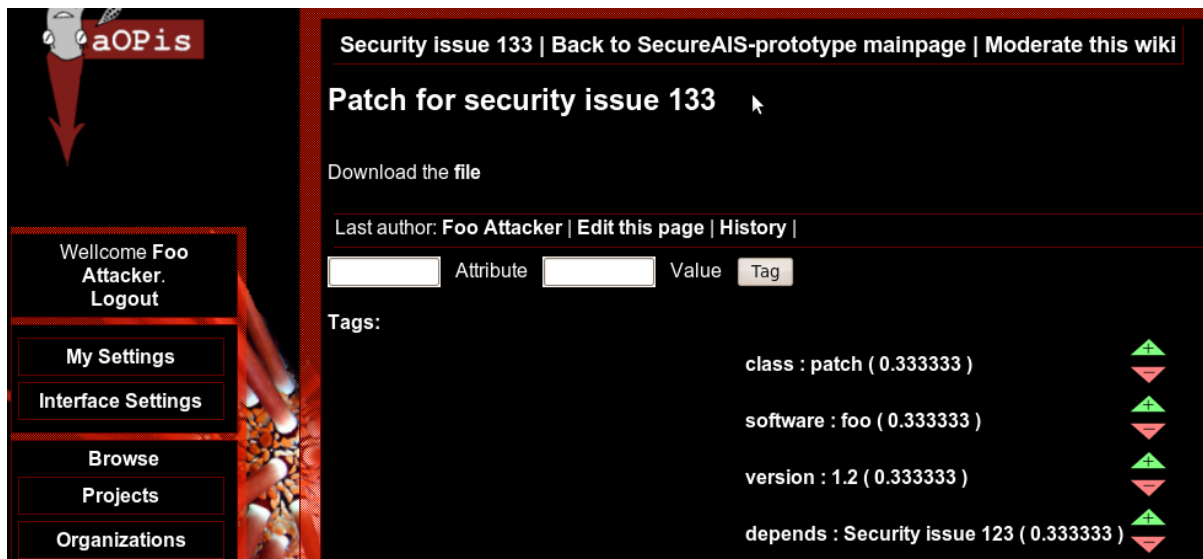 aOPis
Security issue 133 | Back to SecureAIS-prototype mainpage | Moderate this wiki
Patch for security issue 133
Download the file
Last author: Foo Attacker | Edit this page | History |
Attribute Value Tag
Tags:
class : patch ( 0.333333 )
software : foo ( 0.333333 )
version : 1.2 ( 0.333333 )
depends : Security issue 123 ( 0.333333 )
Wellcome Foo
Attacker.
Logout
My Settings
Interface Settings
Browse
Projects
Organizations